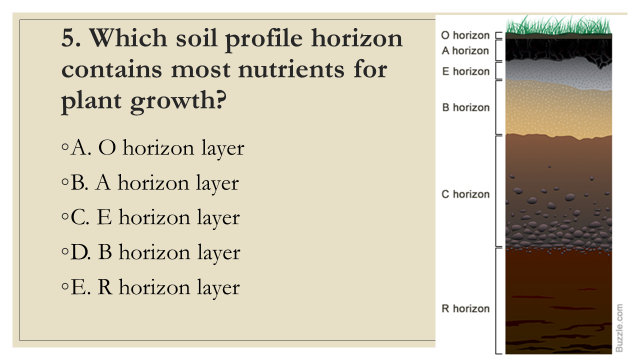 5. Which soil profile horizon
contains most nutrients for
plant growth?
◦A. O horizon layer
◦B. A horizon layer
◦C. E horizon layer
◦D. B horizon layer
◦E. R horizon layer
O horizon
A horizon
E horizon
B horizon
C horizon
R horizon
Buzzle.com